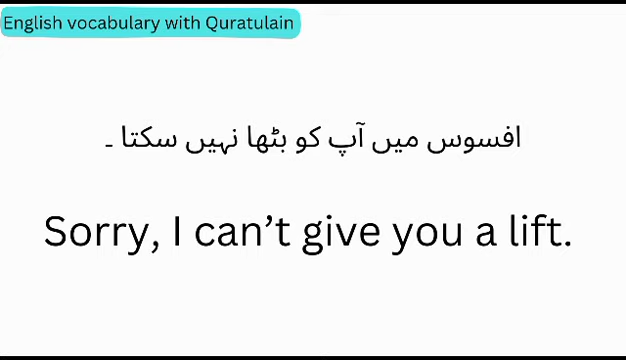 English vocabulary with Quratulain
افسوس میں آپ کو بٹھا نہیں سکتا ۔
Sorry, I can’t give you a lift.